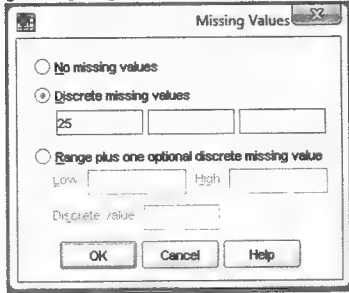 Missing Values
No missing values
Discrete missing values
25
Range plus one optional discrete missing value
Low High
Discrete value
OK Cancel Help